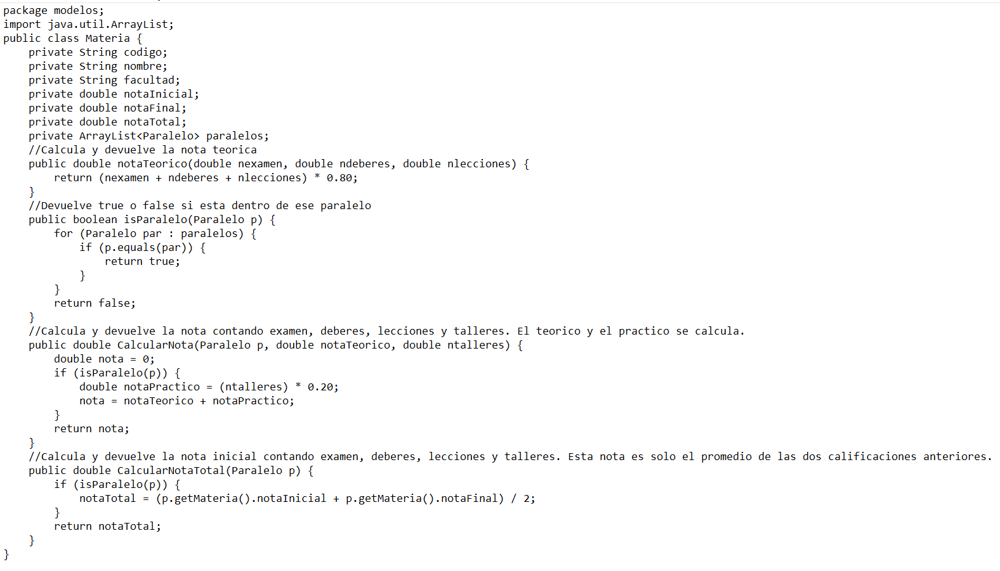 package modelos;
import java.util.ArrayList;
public class Materia {
    private String codigo;
    private String nombre;
    private String facultad;
    private double notaInicial;
    private double notaFinal;
    private double notaTotal;
    private ArrayList<Paralelo> paralelos;
    //Calcula y devuelve la nota teorica
    public double notaTeorico(double nexamen, double ndeberes, double nlecciones) {
        return (nexamen + ndeberes + nlecciones) * 0.80;
    }
    //Devuelve true o false si esta dentro de ese paralelo
    public boolean isParalelo(Paralelo p) {
        for (Paralelo par : paralelos) {
            if (p.equals(par)) {
                return true;
            }
        }
        return false;
    }
    //Calcula y devuelve la nota contando examen, deberes, lecciones y talleres. El teorico y el practico se calcula.
    public double CalcularNota(Paralelo p, double notaTeorico, double ntalleres) {
        double nota = 0;
        if (isParalelo(p)) {
            double notaPractico = (ntalleres) * 0.20;
            nota = notaTeorico + notaPractico;
        }
        return nota;
    }
    //Calcula y devuelve la nota inicial contando examen, deberes, lecciones y talleres. Esta nota es solo el promedio de las dos calificaciones anteriores.
    public double CalcularNotaTotal(Paralelo p) {
        if (isParalelo(p)) {
            notaTotal = (p.getMateria().notaInicial + p.getMateria().notaFinal) / 2;
        }
        return notaTotal;
    }
}